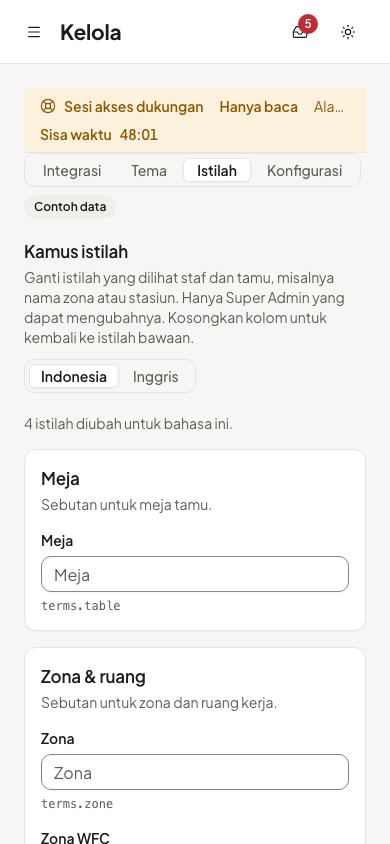 Kelola
5
Sesi akses dukungan Hanya baca Ala…
Sisa waktu 48:01
Integrasi Tema Istilah Konfigurasi
Contoh data
Kamus istilah
Ganti istilah yang dilihat staf dan tamu, misalnya
nama zona atau stasiun. Hanya Super Admin yang
dapat mengubahnya. Kosongkan kolom untuk
kembali ke istilah bawaan.
Indonesia Inggris
4 istilah diubah untuk bahasa ini.
Meja
Sebutan untuk meja tamu.
Meja
Meja
terms.table
Zona & ruang
Sebutan untuk zona dan ruang kerja.
Zona
Zona
terms.zone
Zona WFC